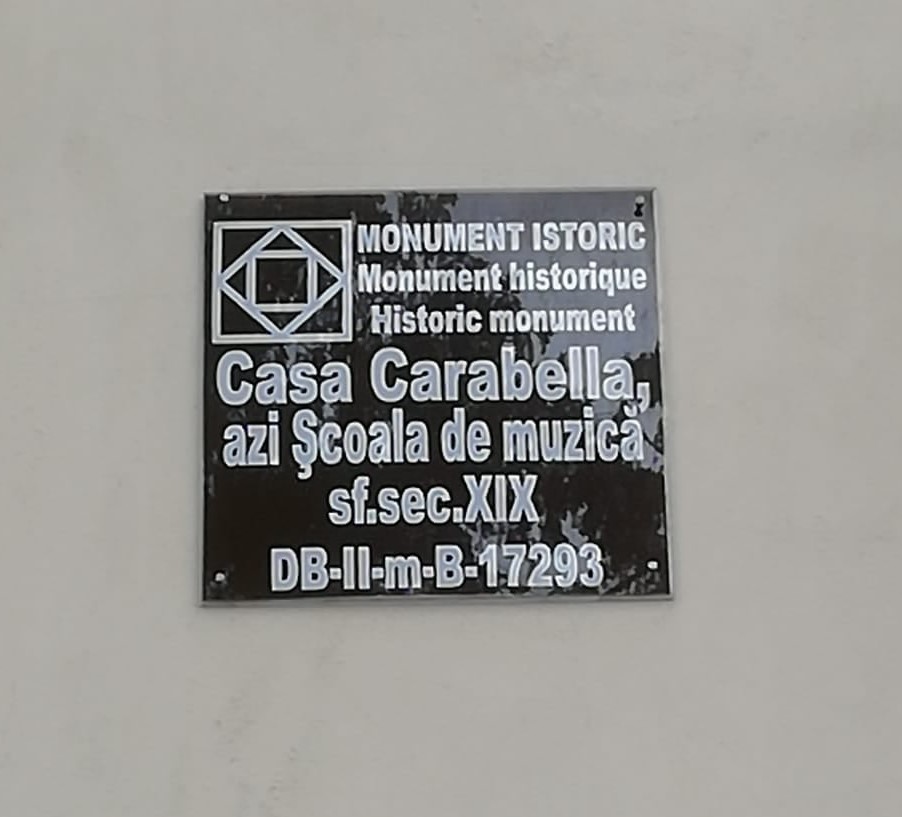 MONUMENT ISTORIC
Monument historique
Historic monument
Casa Carabella,
azi Şcoala de muzică
sf.sec.XIX
DB-II-m-B-17293